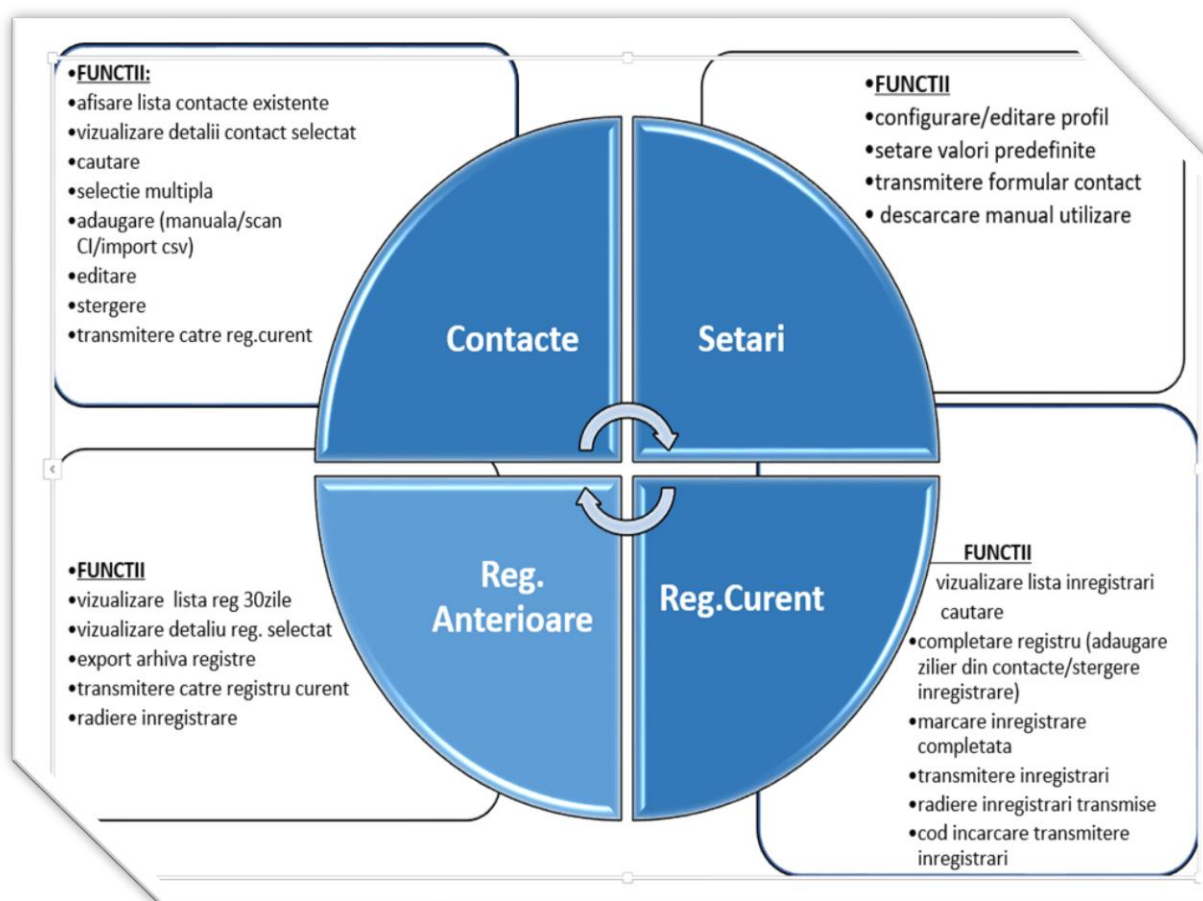 •FUNCTII:
•afisare lista contacte existente
•vizualizare detalii contact selectat
•cautare
•selectie multipla
•adaugare (manuala/scan
CI/import csv)
•editare
•stergere
•transmitere catre reg.curent
•FUNCTII
•configurare/editare profil
•setare valori predefinite
•transmitere formular contact
• descarcare manual utilizare
Contacte
Setari
•FUNCTII
•vizualizare lista reg 30zile
•vizualizare detaliu reg. selectat
•export arhiva registre
•transmitere catre registru curent
•radiere inregistrare
Reg.
Anterioare
Reg.Curent
FUNCTII
vizualizare lista inregistrari
cautare
•completare registru (adaugare
zilier din contacte/stergere
inregistrare)
•marcare inregistrare
completata
•transmitere inregistrari
•radiere inregistrari transmise
•cod incarcare transmitere
inregistrari